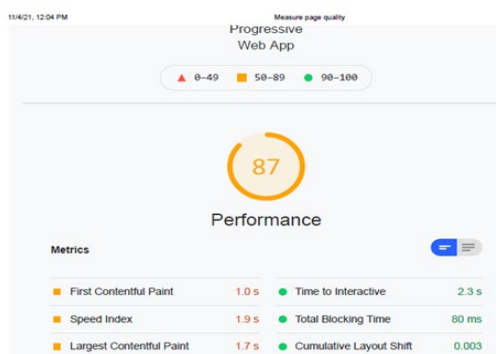 11/4/21, 12:04 PM Measure page quality
Progressive
Web App
0–49 50–89 90–100
87
Performance
Metrics
First Contentful Paint 1.0 s Time to Interactive 2.3 s
Speed Index 1.9 s Total Blocking Time 80 ms
Largest Contentful Paint 1.7 s Cumulative Layout Shift 0.003